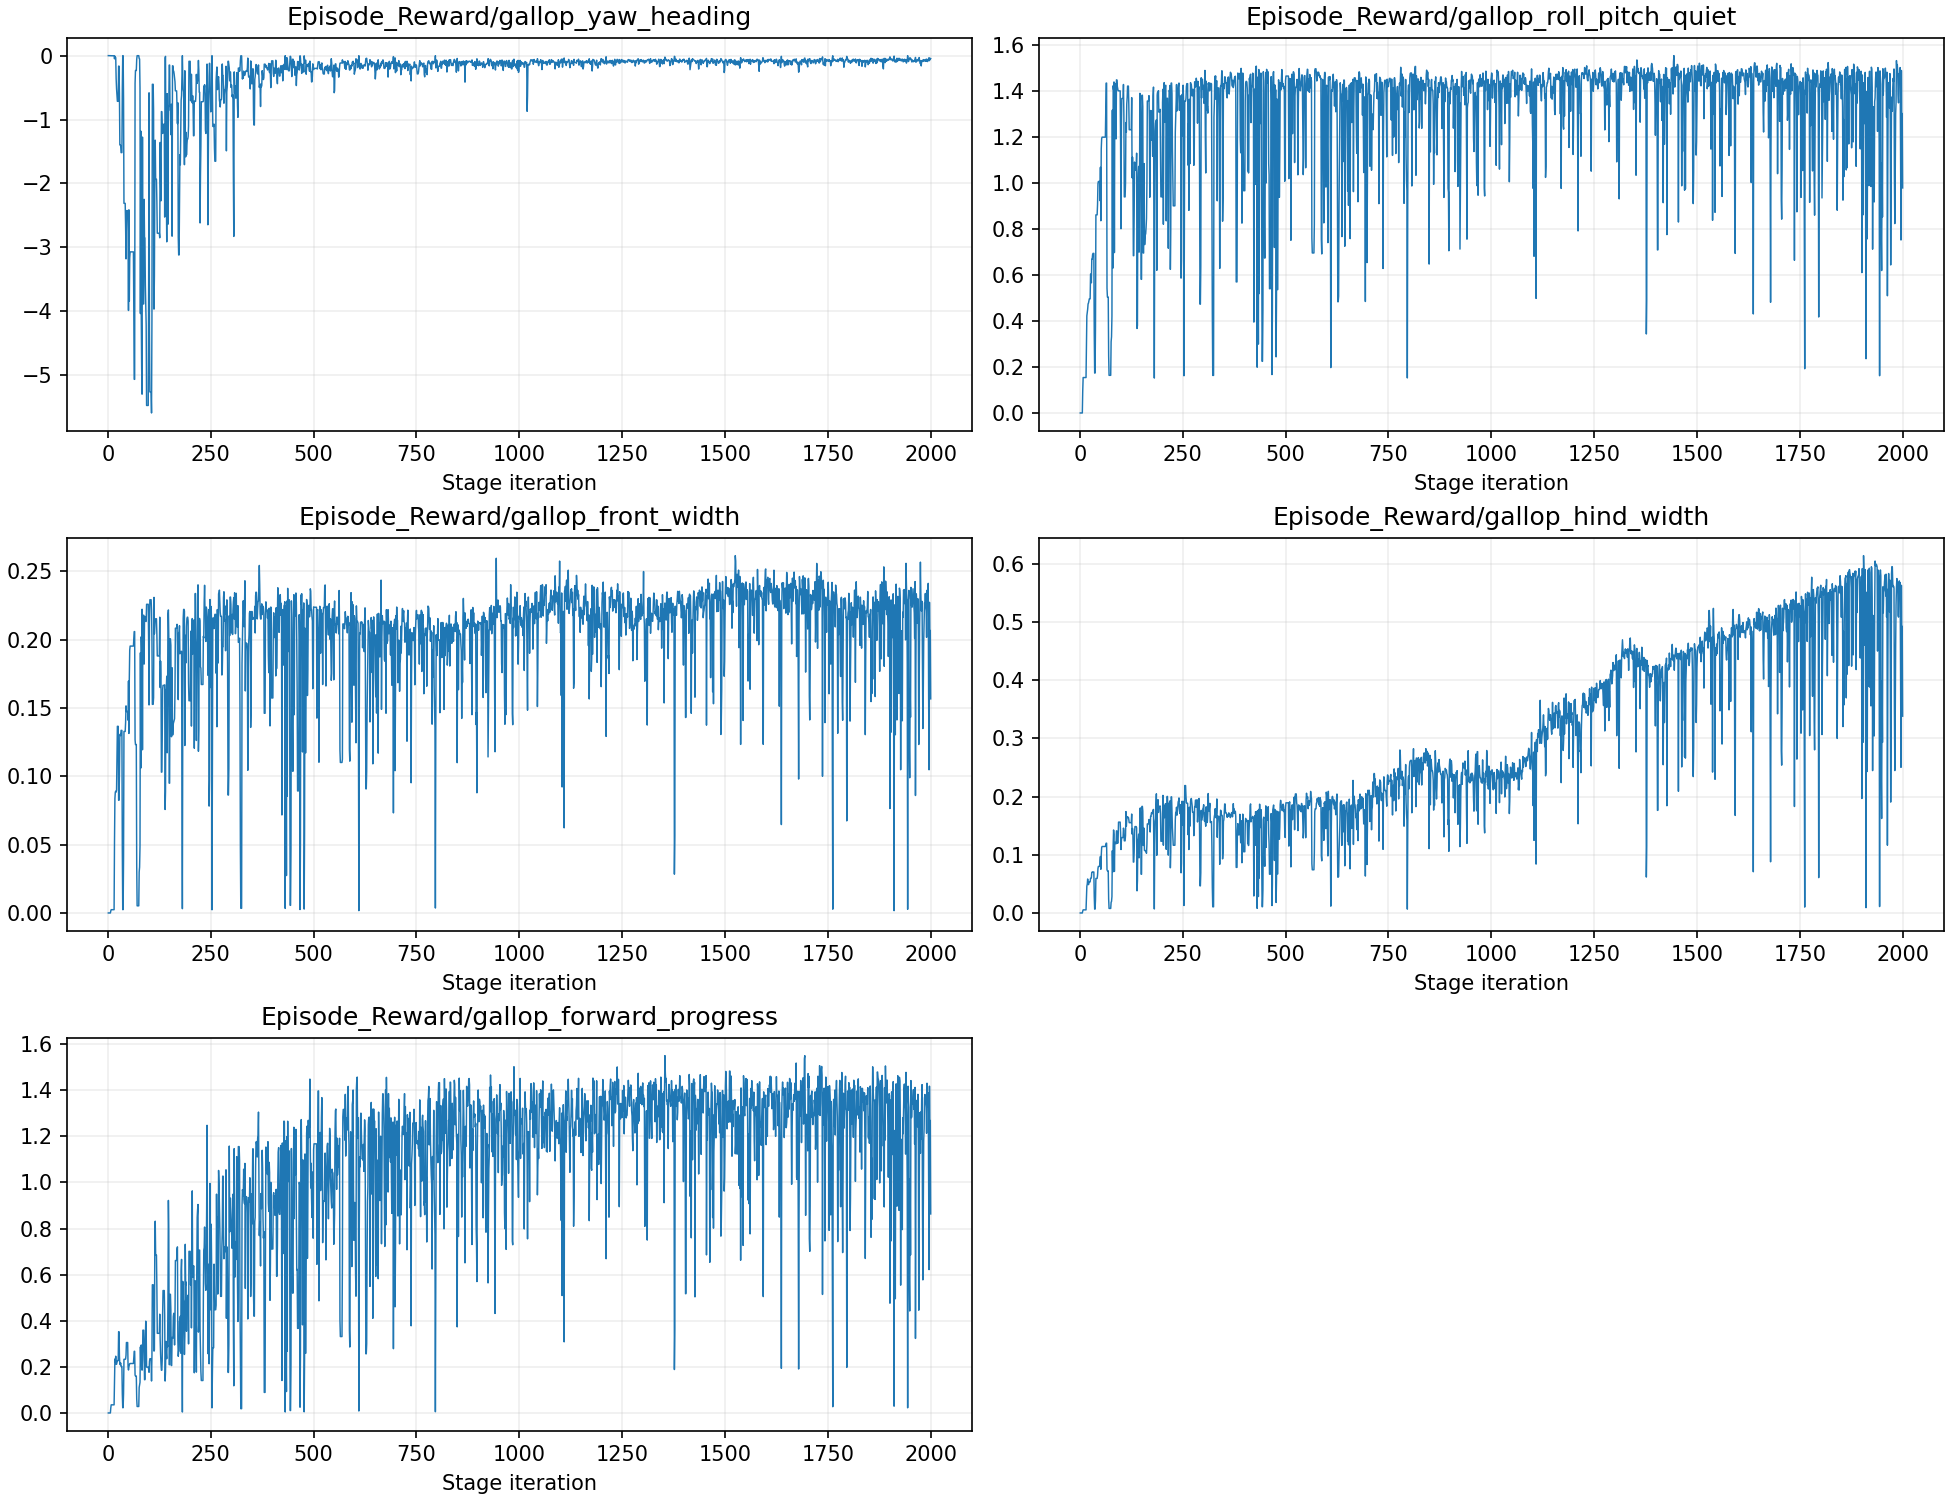 Episode_Reward/gallop_yaw_heading
0
−1
−2
−3
−4
−5
0 250 500 750 1000 1250 1500 1750 2000
Stage iteration
Episode_Reward/gallop_roll_pitch_quiet
1.6
1.4
1.2
1.0
0.8
0.6
0.4
0.2
0.0
0 250 500 750 1000 1250 1500 1750 2000
Stage iteration
Episode_Reward/gallop_front_width
0.25
0.20
0.15
0.10
0.05
0.00
0 250 500 750 1000 1250 1500 1750 2000
Stage iteration
Episode_Reward/gallop_hind_width
0.6
0.5
0.4
0.3
0.2
0.1
0.0
0 250 500 750 1000 1250 1500 1750 2000
Stage iteration
Episode_Reward/gallop_forward_progress
1.6
1.4
1.2
1.0
0.8
0.6
0.4
0.2
0.0
0 250 500 750 1000 1250 1500 1750 2000
Stage iteration